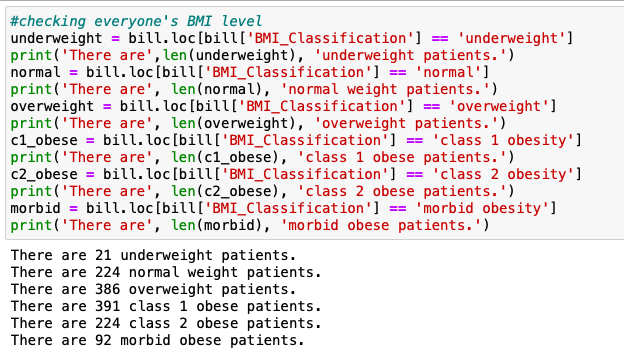 #checking everyone's BMI level
underweight = bill.loc[bill['BMI_Classification'] == 'underweight']
print('There are',len(underweight), 'underweight patients.')
normal = bill.loc[bill['BMI_Classification'] == 'normal']
print('There are', len(normal), 'normal weight patients.')
overweight = bill.loc[bill['BMI_Classification'] == 'overweight']
print('There are', len(overweight), 'overweight patients.')
c1_obese = bill.loc[bill['BMI_Classification'] == 'class 1 obesity']
print('There are', len(c1_obese), 'class 1 obese patients.')
c2_obese = bill.loc[bill['BMI_Classification'] == 'class 2 obesity']
print('There are', len(c2_obese), 'class 2 obese patients.')
morbid = bill.loc[bill['BMI_Classification'] == 'morbid obesity']
print('There are', len(morbid), 'morbid obese patients.')
There are 21 underweight patients.
There are 224 normal weight patients.
There are 386 overweight patients.
There are 391 class 1 obese patients.
There are 224 class 2 obese patients.
There are 92 morbid obese patients.